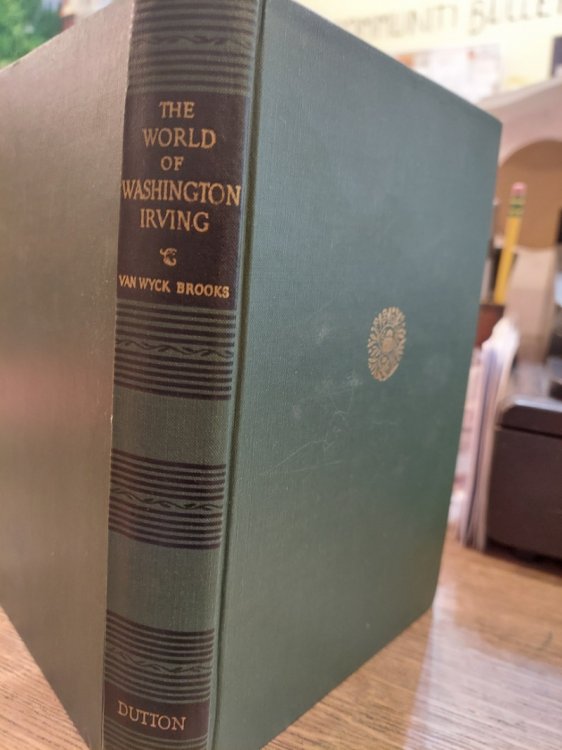 THE
WORLD
OF
WASHINGTON
IRVING
VAN WYCK BROOKS
DUTTON